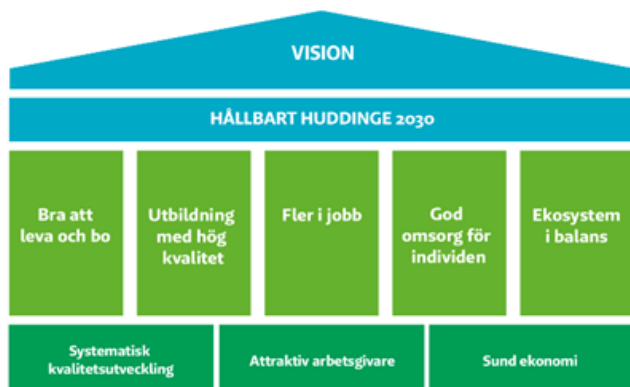 VISION
HÅLLBART HUDDINGE 2030
Bra att
leva och bo
Utbildning
med hög
kvalitet
Fler i jobb
God
omsorg för
individen
Ekosystem
i balans
Systematisk
kvalitetsutveckling
Attraktiv arbetsgivare
Sund ekonomi